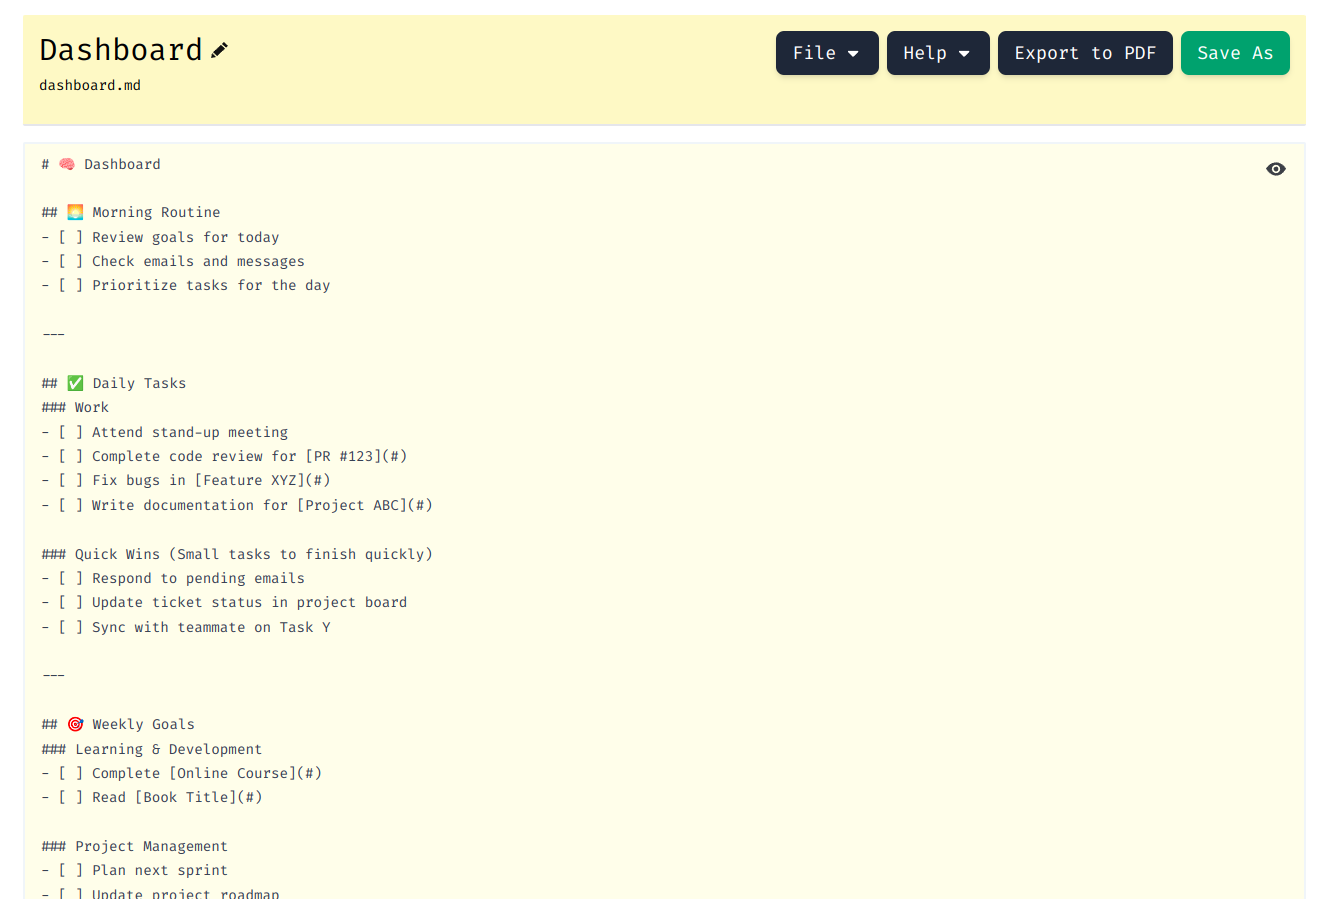 Dashboard
dashboard.md
File
Help
Export to PDF
Save As
# 🧠 Dashboard
## 🌅 Morning Routine
- [ ] Review goals for today
- [ ] Check emails and messages
- [ ] Prioritize tasks for the day
---
## ✅ Daily Tasks
### Work
- [ ] Attend stand-up meeting
- [ ] Complete code review for [PR #123](#)
- [ ] Fix bugs in [Feature XYZ](#)
- [ ] Write documentation for [Project ABC](#)
### Quick Wins (Small tasks to finish quickly)
- [ ] Respond to pending emails
- [ ] Update ticket status in project board
- [ ] Sync with teammate on Task Y
---
## 🎯 Weekly Goals
### Learning & Development
- [ ] Complete [Online Course](#)
- [ ] Read [Book Title](#)
### Project Management
- [ ] Plan next sprint
- [ ] Update project roadmap